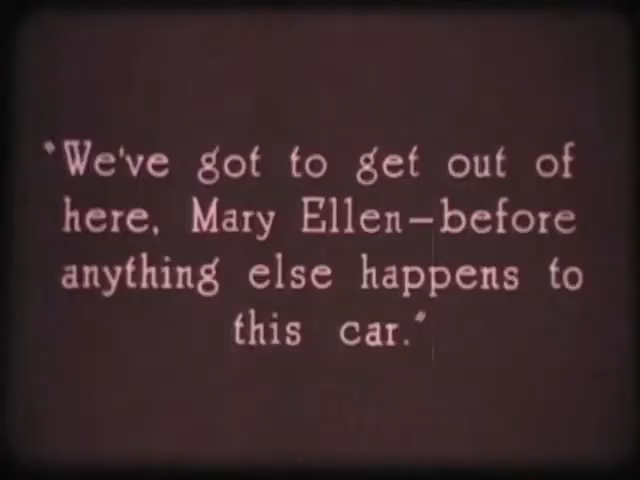 "We've got to get out of
here, Mary Ellen—before
anything else happens to
this car."